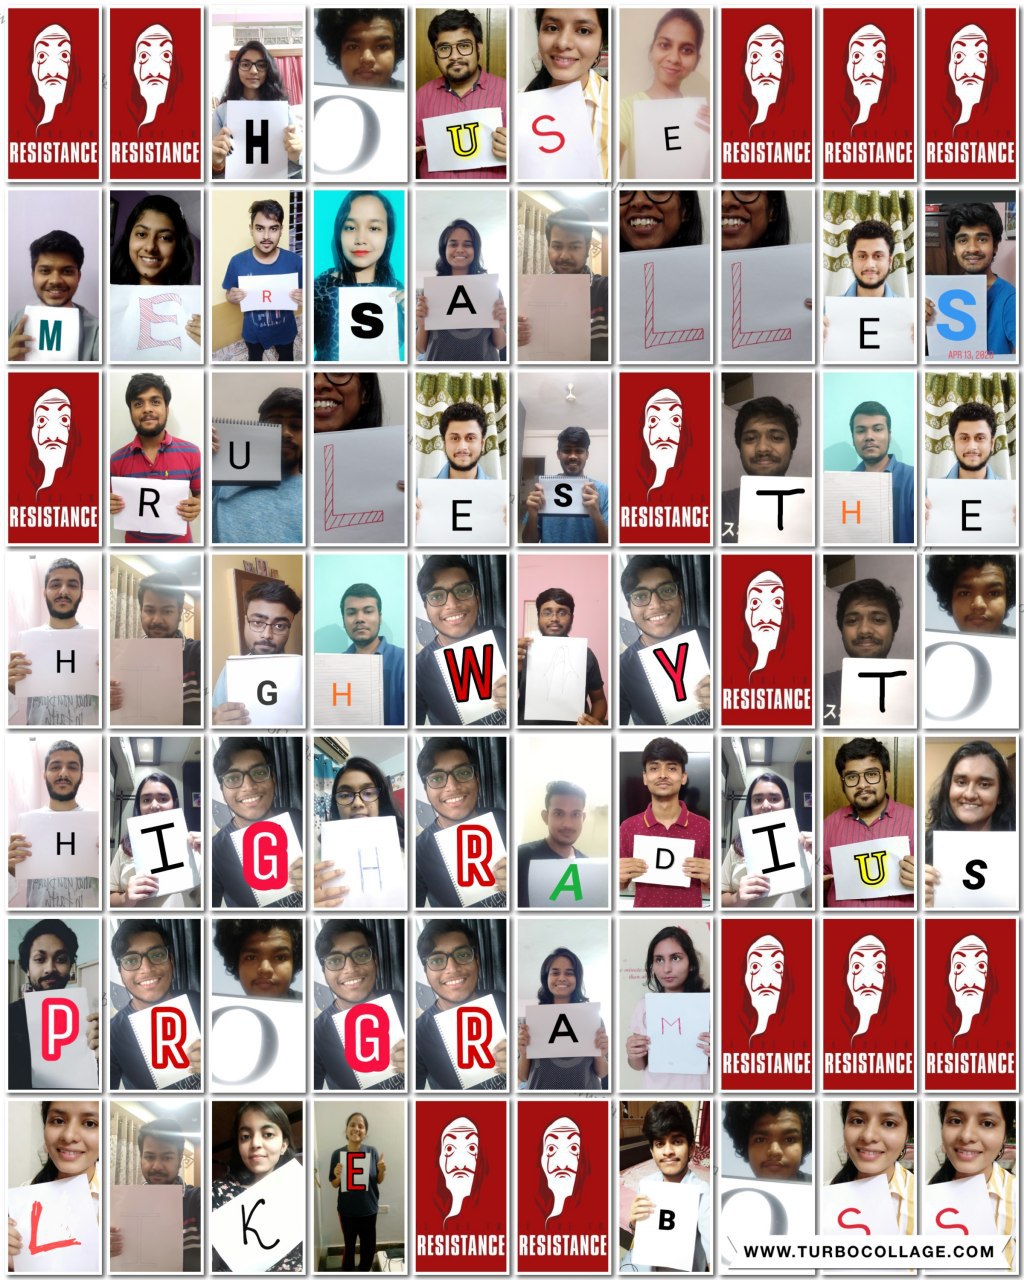 RESISTANCE RESISTANCE H O U S E RESISTANCE RESISTANCE RESISTANCE
M E R S A I L L E S
APR 13, 2020
RESISTANCE R U L E S RESISTANCE T H E
H I G H W A Y RESISTANCE T O
H I G H R A D I U S
P R O G R A M RESISTANCE RESISTANCE RESISTANCE
L I K E RESISTANCE RESISTANCE B O S S
WWW.TURBOCOLLAGE.COM